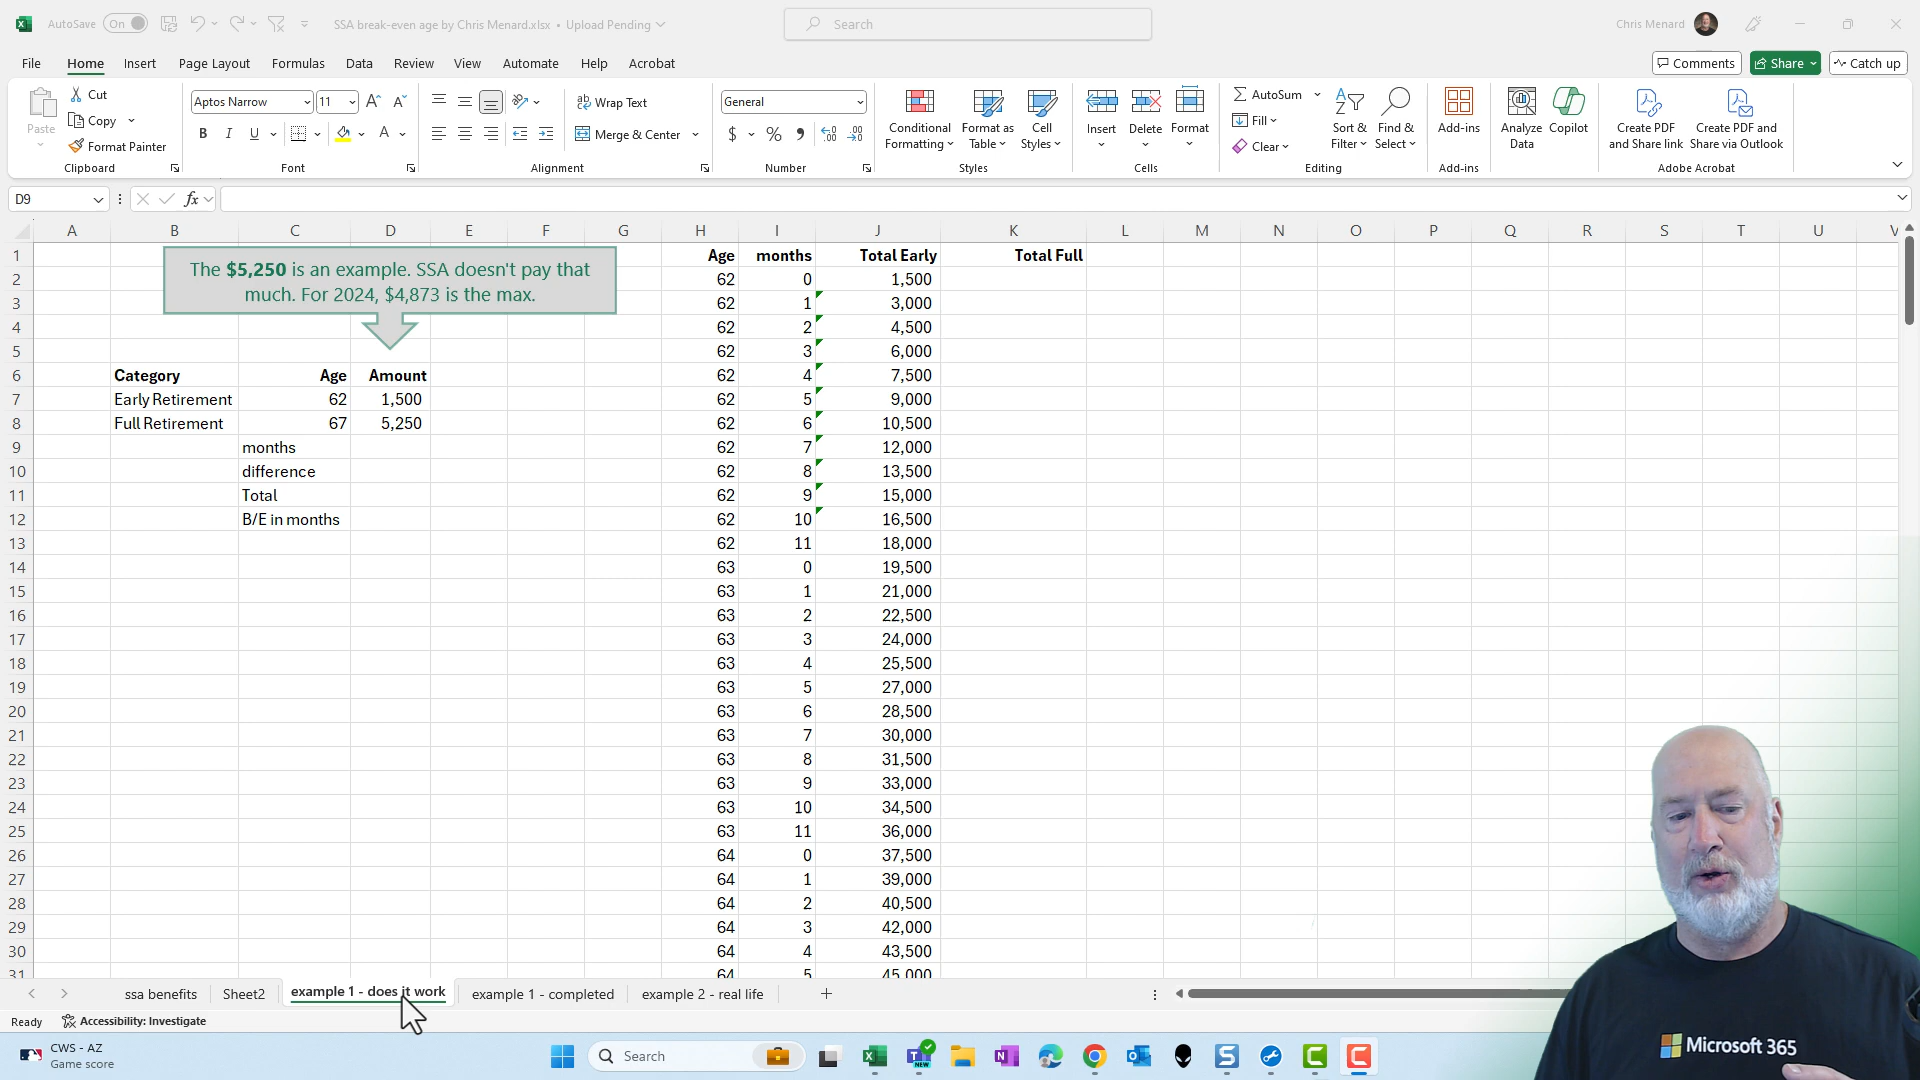 AutoSave On SSA break-even age by Chris Menard.xlsx • Upload Pending Search Chris Menard
File Home Insert Page Layout Formulas Data Review View Automate Help Acrobat Comments Share Catch up
Paste Cut Copy Format Painter Clipboard
Aptos Narrow 11 B I U A Font
Wrap Text Merge & Center Alignment
General $ % Number
Conditional Formatting Format as Table Cell Styles Styles
Insert Delete Format Cells
AutoSum Fill Clear Sort & Filter Find & Select Editing
Add-ins Add-ins
Analyze Data Copilot
Create PDF and Share link Create PDF and Share via Outlook Adobe Acrobat
D9 fx
A B C D E F G H I J K L M N O P Q R S T U V
The $5,250 is an example. SSA doesn't pay that
much. For 2024, $4,873 is the max.
1 Age months Total Early Total Full
2 62 0 1,500
3 62 1 3,000
4 62 2 4,500
5 62 3 6,000
6 Category Age Amount 62 4 7,500
7 Early Retirement 62 1,500 62 5 9,000
8 Full Retirement 67 5,250 62 6 10,500
9 months 62 7 12,000
10 difference 62 8 13,500
11 Total 62 9 15,000
12 B/E in months 62 10 16,500
13 62 11 18,000
14 63 0 19,500
15 63 1 21,000
16 63 2 22,500
17 63 3 24,000
18 63 4 25,500
19 63 5 27,000
20 63 6 28,500
21 63 7 30,000
22 63 8 31,500
23 63 9 33,000
24 63 10 34,500
25 63 11 36,000
26 64 0 37,500
27 64 1 39,000
28 64 2 40,500
29 64 3 42,000
30 64 4 43,500
31 64 5 45,000
ssa benefits Sheet2 example 1 - does it work example 1 - completed example 2 - real life
Ready Accessibility: Investigate
Microsoft 365
CWS - AZ
Game score
Search